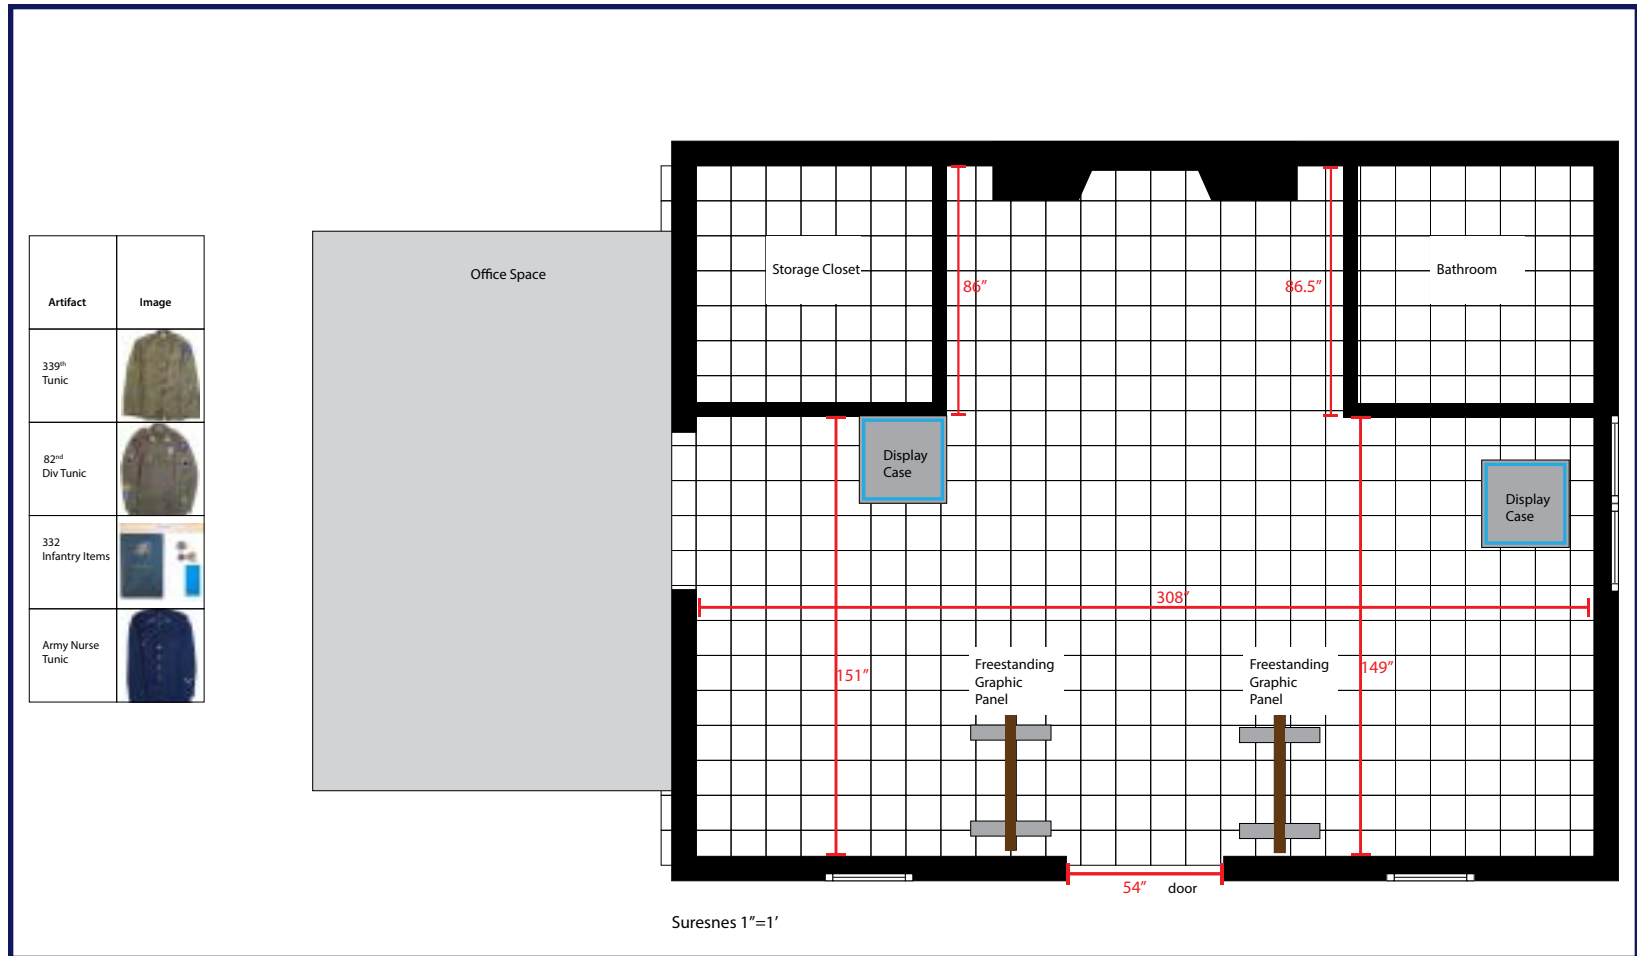 Artifact
Image
339th
Tunic
82nd
Div Tunic
332
Infantry Items
Army Nurse
Tunic
Office Space
Storage Closet
86”
86.5”
Bathroom
Display
Case
Display
Case
308”
151”
Freestanding
Graphic
Panel
Freestanding
Graphic
Panel
149”
54”
door
Suresnes 1”=1’